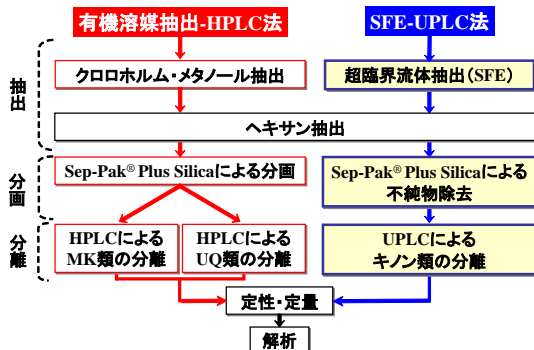 有機溶媒抽出-HPLC法
SFE-UPLC法
抽出
クロロホルム・メタノール抽出
超臨界流体抽出(SFE)
ヘキサン抽出
分画
Sep-Pak® Plus Silicaによる分画
Sep-Pak® Plus Silicaによる
不純物除去
分離
HPLCによる
MK類の分離
HPLCによる
UQ類の分離
UPLCによる
キノン類の分離
定性・定量
解析